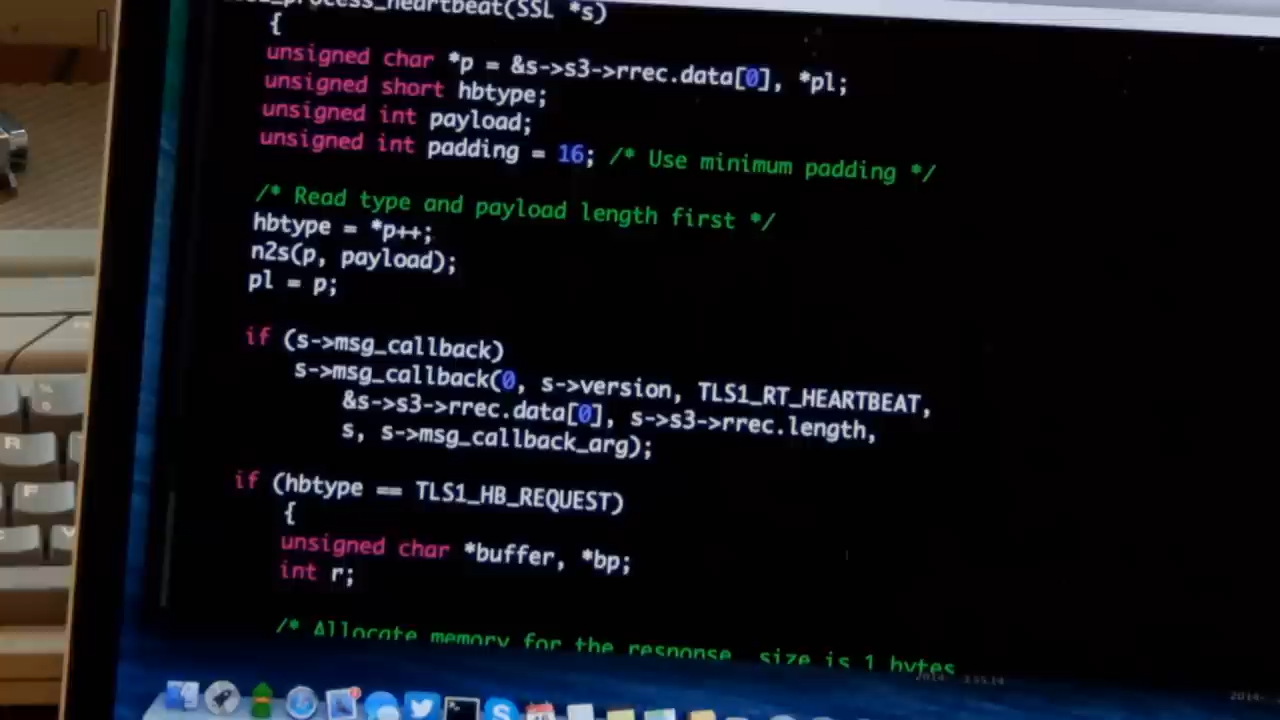 process_heartbeat(SSL *s)
{
unsigned char *p = &s->s3->rrec.data[0], *pl;
unsigned short hbtype;
unsigned int payload;
unsigned int padding = 16; /* Use minimum padding */
/* Read type and payload length first */
hbtype = *p++;
n2s(p, payload);
pl = p;
if (s->msg_callback)
s->msg_callback(0, s->version, TLS1_RT_HEARTBEAT,
&s->s3->rrec.data[0], s->s3->rrec.length,
s, s->msg_callback_arg);
if (hbtype == TLS1_HB_REQUEST)
{
unsigned char *buffer, *bp;
int r;
/* Allocate memory for the response, size is 1 bytes
R
F